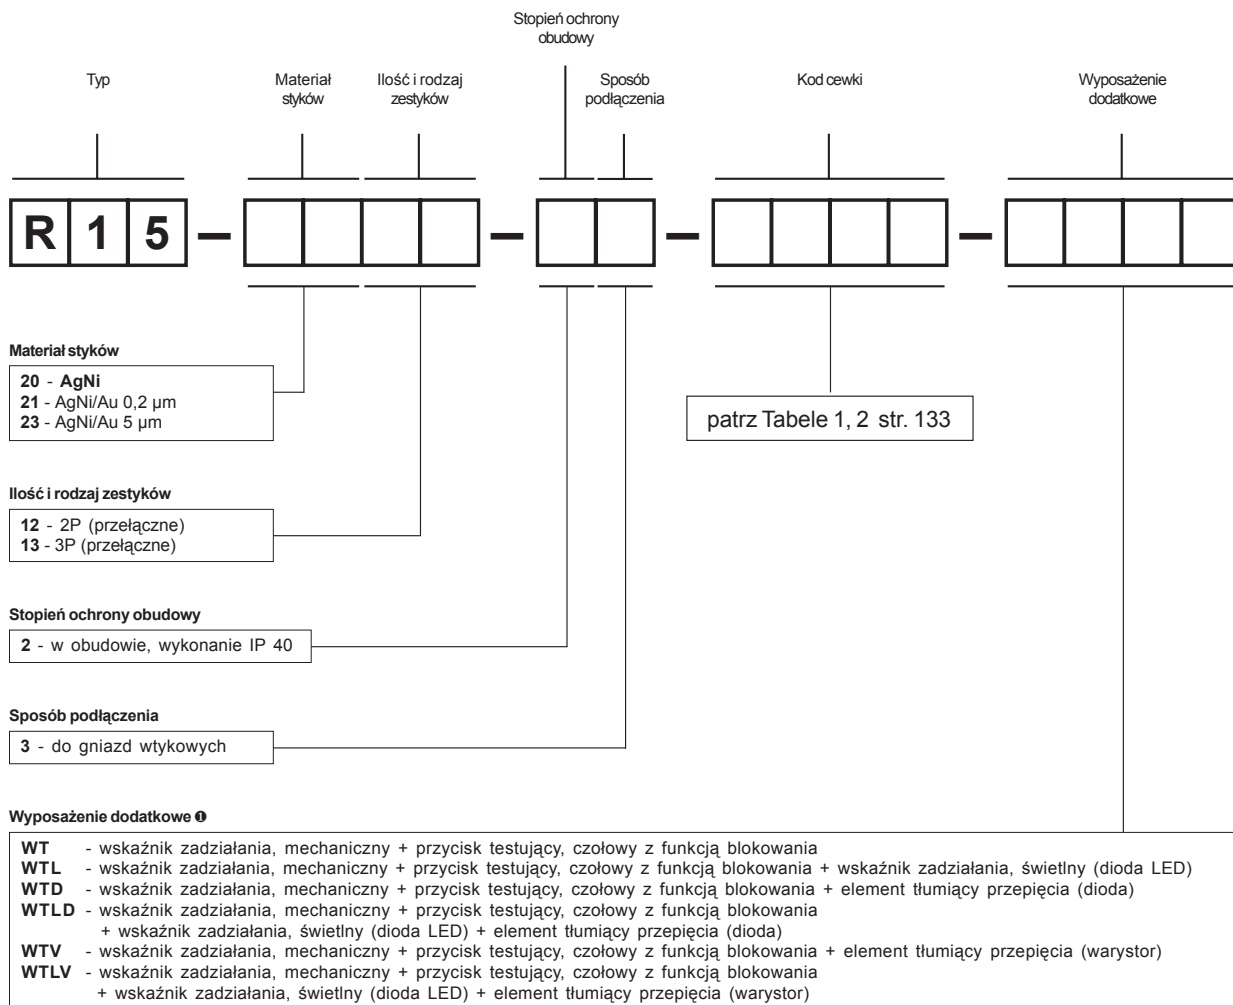 Stopień ochrony
obudowy
Typ
Materiał
styków
Ilość i rodzaj
zestyków
Sposób
podłączenia
Kod cewki
Wyposażenie
dodatkowe
R 1 5 – – – –
Materiał styków
20 - AgNi
21 - AgNi/Au 0,2 µm
23 - AgNi/Au 5 µm
patrz Tabele 1, 2 str. 133
Ilość i rodzaj zestyków
12 - 2P (przełączne)
13 - 3P (przełączne)
Stopień ochrony obudowy
2 - w obudowie, wykonanie IP 40
Sposób podłączenia
3 - do gniazd wtykowych
Wyposażenie dodatkowe ❶
WT - wskaźnik zadziałania, mechaniczny + przycisk testujący, czołowy z funkcją blokowania
WTL - wskaźnik zadziałania, mechaniczny + przycisk testujący, czołowy z funkcją blokowania + wskaźnik zadziałania, świetlny (dioda LED)
WTD - wskaźnik zadziałania, mechaniczny + przycisk testujący, czołowy z funkcją blokowania + element tłumiący przepięcia (dioda)
WTLD - wskaźnik zadziałania, mechaniczny + przycisk testujący, czołowy z funkcją blokowania
+ wskaźnik zadziałania, świetlny (dioda LED) + element tłumiący przepięcia (dioda)
WTV - wskaźnik zadziałania, mechaniczny + przycisk testujący, czołowy z funkcją blokowania + element tłumiący przepięcia (warystor)
WTLV - wskaźnik zadziałania, mechaniczny + przycisk testujący, czołowy z funkcją blokowania
+ wskaźnik zadziałania, świetlny (dioda LED) + element tłumiący przepięcia (warystor)